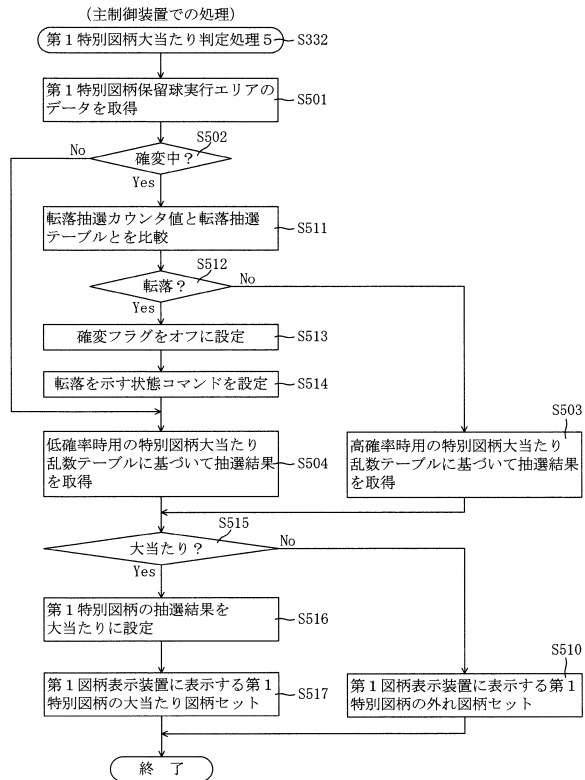 （主制御装置での処理）
第１特別図柄大当たり判定処理５
S332
第１特別図柄保留球実行エリアの
データを取得
S501
S502
No
確変中？
Yes
転落抽選カウンタ値と転落抽選
テーブルとを比較
S511
S512
転落？
No
Yes
確変フラグをオフに設定
S513
転落を示す状態コマンドを設定
S514
S503
低確率時用の特別図柄大当たり
乱数テーブルに基づいて抽選結果
を取得
S504
高確率時用の特別図柄大当たり
乱数テーブルに基づいて抽選結果
を取得
S515
大当たり？
No
Yes
第１特別図柄の抽選結果を
大当たりに設定
S516
S510
第１図柄表示装置に表示する第１
特別図柄の大当たり図柄セット
S517
第１図柄表示装置に表示する第１
特別図柄の外れ図柄セット
終 了